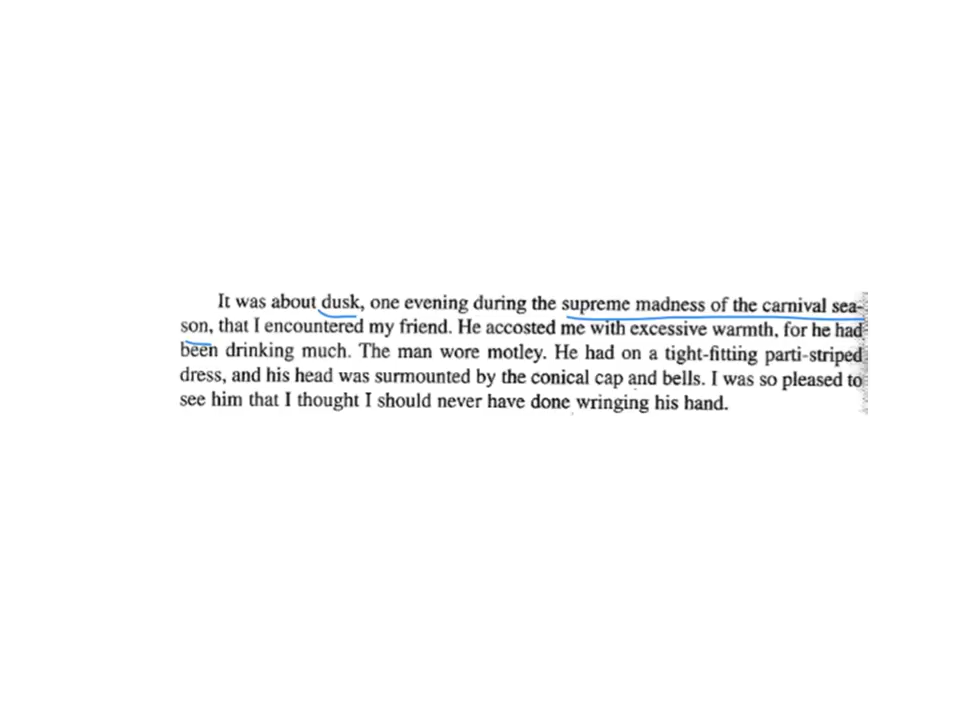 It was about dusk, one evening during the supreme madness of the carnival sea-
son, that I encountered my friend. He accosted me with excessive warmth, for he had
been drinking much. The man wore motley. He had on a tight-fitting parti-striped
dress, and his head was surmounted by the conical cap and bells. I was so pleased to
see him that I thought I should never have done wringing his hand.